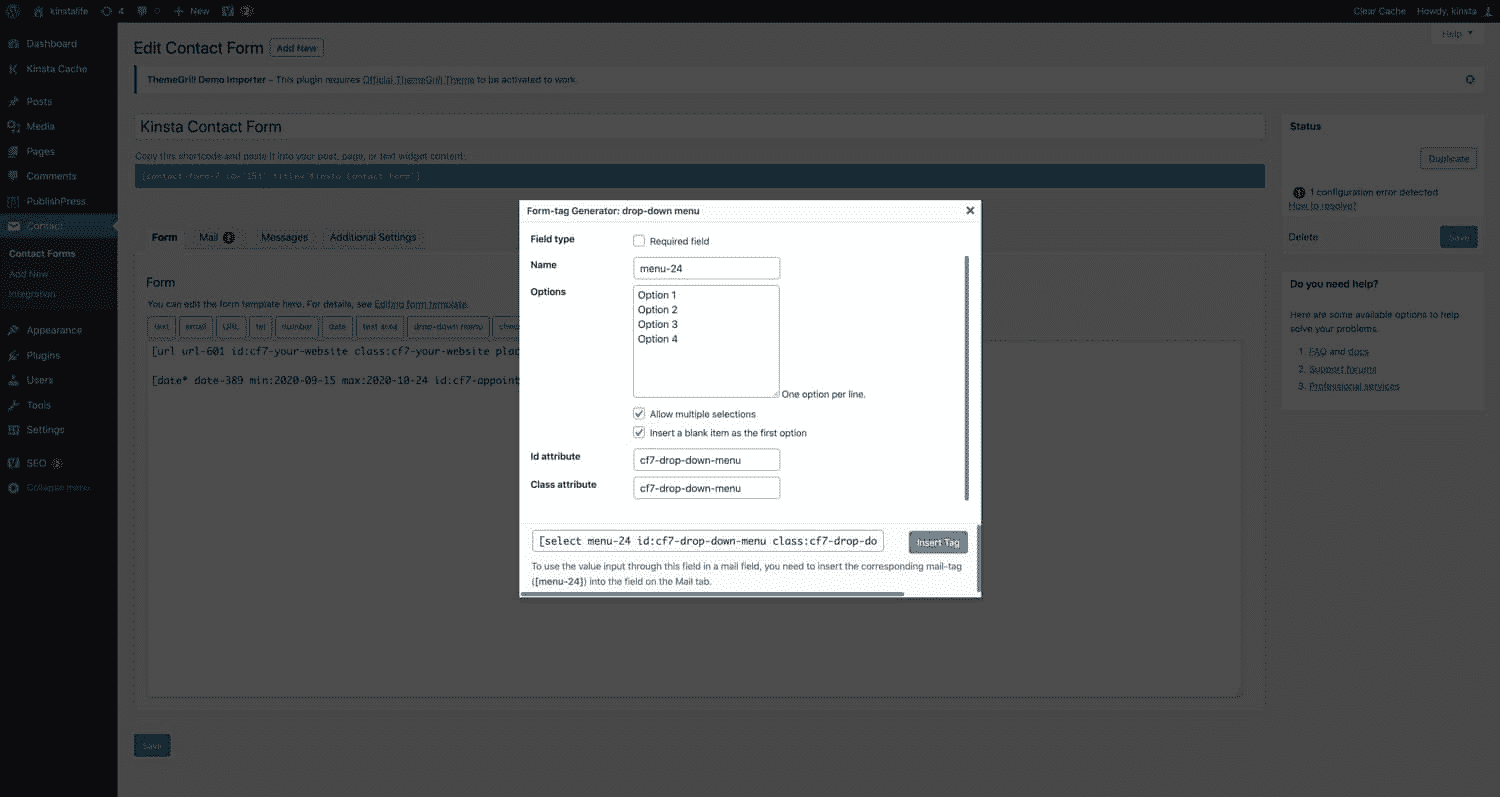 kinstalife 4 0 New
Clear Cache Howdy, kinsta
Help
Dashboard
Kinsta Cache
Posts
Media
Pages
Comments
PublishPress
Contact
Contact Forms
Add New
Integration
Appearance
Plugins
Users
Tools
Settings
SEO
Collapse menu
Edit Contact Form Add New
ThemeGrill Demo Importer – This plugin requires Official ThemeGrill Theme to be activated to work.
Kinsta Contact Form
Copy this shortcode and paste it into your post, page, or text widget content:
Form Mail Messages Additional Settings
Form
You can edit the form template here. For details, see Editing form template.
text email URL tel number date text area drop-down menu
[url url-601 id:cf7-your-website class:cf7-your-website plac
[date* date-389 min:2020-09-15 max:2020-10-24 id:cf7-appoint
Save
Form-tag Generator: drop-down menu
Field type Required field
Name menu-24
Options Option 1
Option 2
Option 3
Option 4
One option per line.
Allow multiple selections
Insert a blank item as the first option
Id attribute cf7-drop-down-menu
Class attribute cf7-drop-down-menu
[select menu-24 id:cf7-drop-down-menu class:cf7-drop-do Insert Tag
To use the value input through this field in a mail field, you need to insert the corresponding mail-tag
([menu-24]) into the field on the Mail tab.
Status
Duplicate
1 configuration error detected
How to resolve?
Delete Save
Do you need help?
Here are some available options to help
solve your problems.
1. FAQ and docs
2. Support forums
3. Professional services